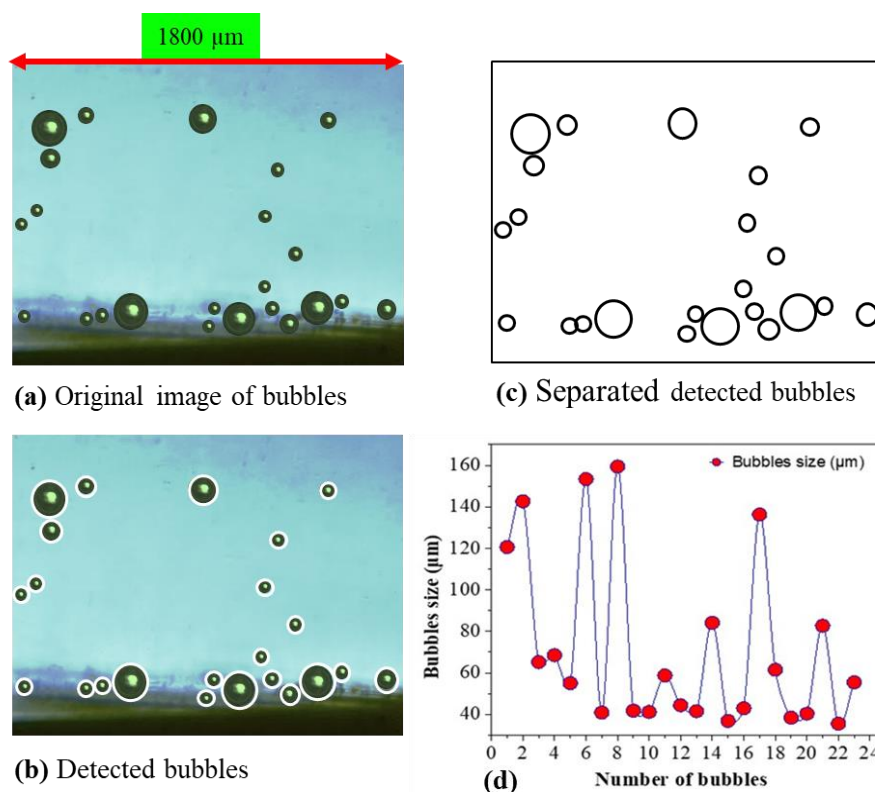 1800 µm
(a) Original image of bubbles
(c) Separated detected bubbles
(b) Detected bubbles
160
140
120
100
80
60
40
Bubbles size (µm)
Bubbles size (µm)
0 2 4 6 8 10 12 14 16 18 20 22 24
(d)
Number of bubbles